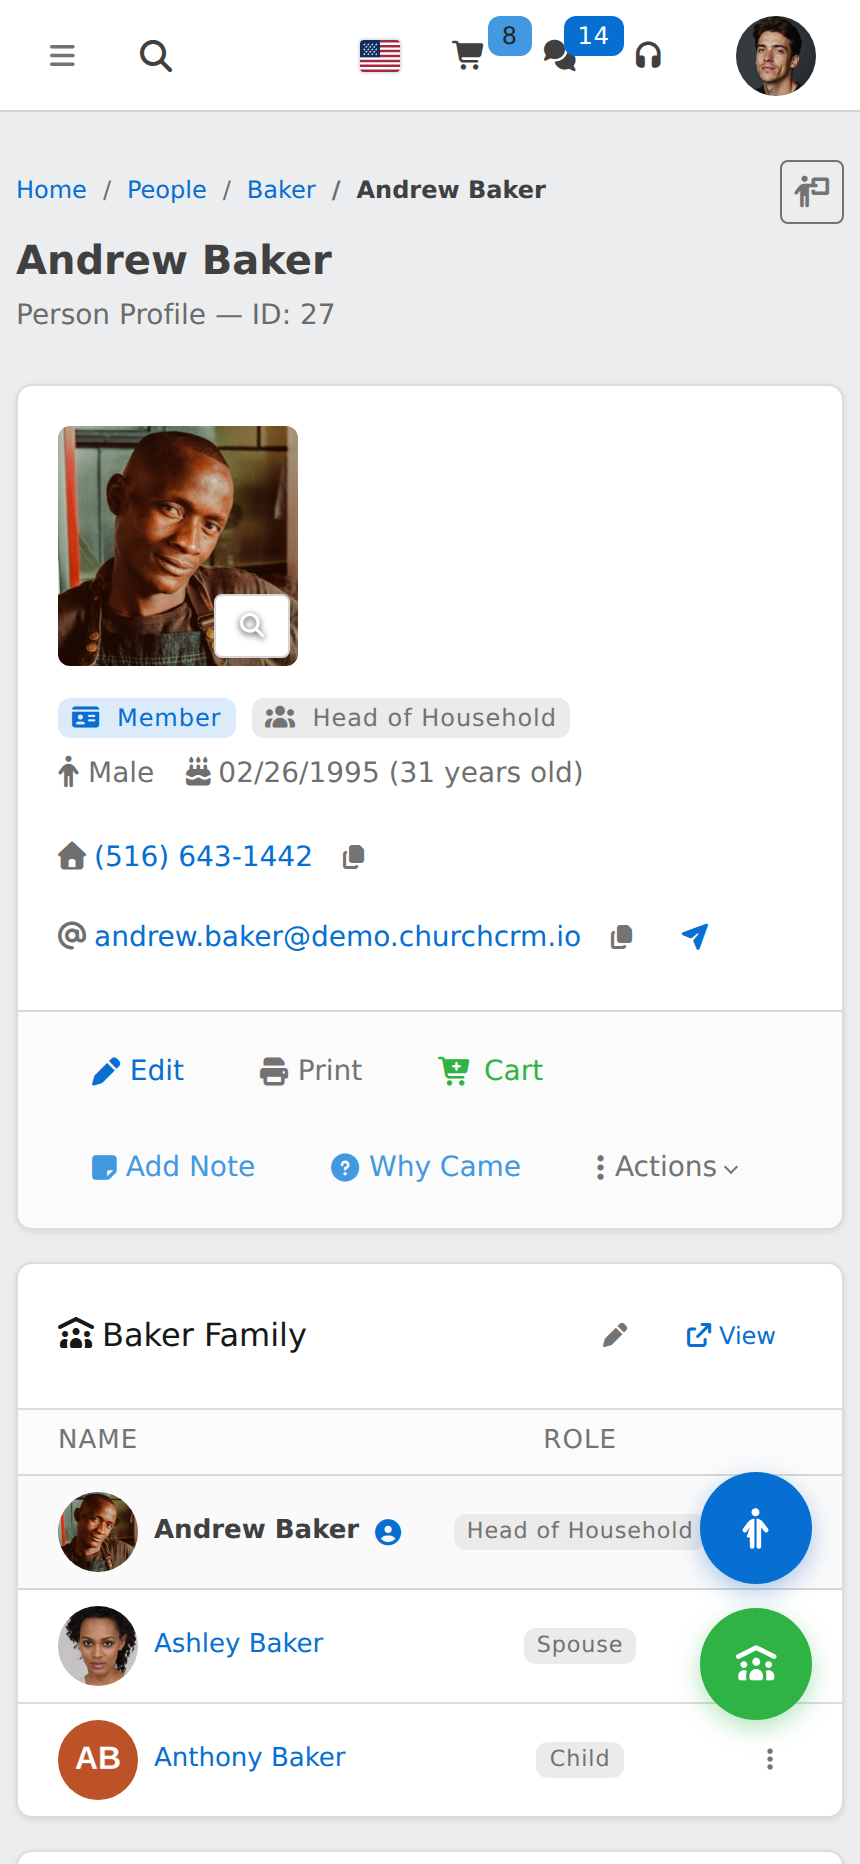 8
14
Home / People / Baker / Andrew Baker
Andrew Baker
Person Profile — ID: 27
Member
Head of Household
Male 02/26/1995 (31 years old)
(516) 643-1442
andrew.baker@demo.churchcrm.io
Edit
Print
Cart
Add Note
Why Came
Actions
Baker Family
View
NAME
ROLE
Andrew Baker
Head of Household
Ashley Baker
Spouse
AB
Anthony Baker
Child